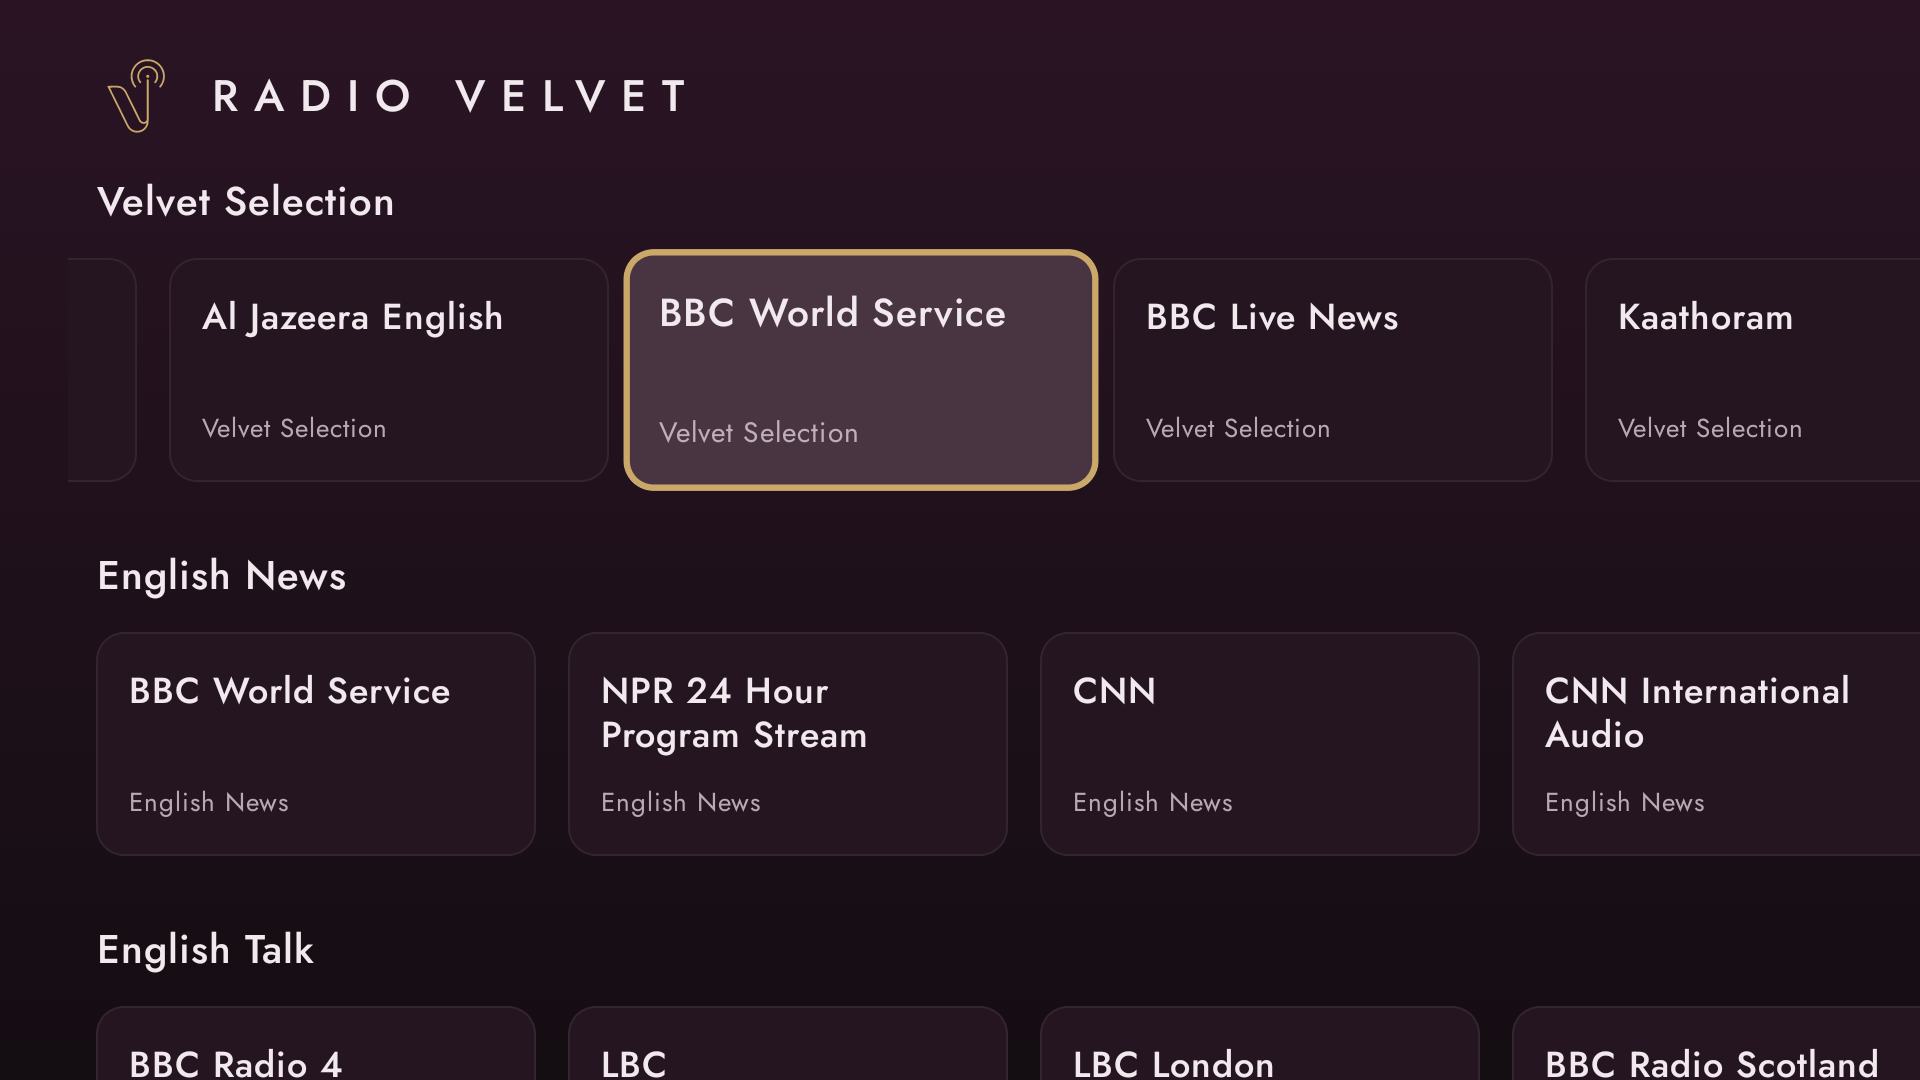 RADIO VELVET
Velvet Selection
Al Jazeera English
Velvet Selection
BBC World Service
Velvet Selection
BBC Live News
Velvet Selection
Kaathoram
Velvet Selection
English News
BBC World Service
English News
NPR 24 Hour
Program Stream
English News
CNN
English News
CNN International
Audio
English News
English Talk
BBC Radio 4
LBC
LBC London
BBC Radio Scotland